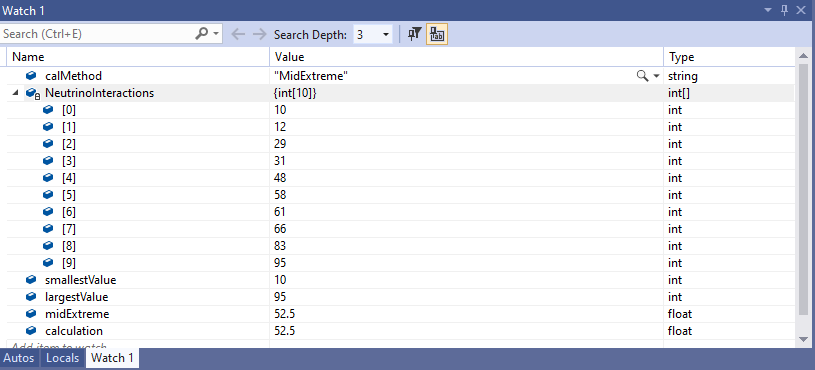 Watch 1
Search (Ctrl+E) Search Depth: 3
Name Value Type
calMethod "MidExtreme" string
NeutrinoInteractions {int[10]} int[]
[0] 10 int
[1] 12 int
[2] 29 int
[3] 31 int
[4] 48 int
[5] 58 int
[6] 61 int
[7] 66 int
[8] 83 int
[9] 95 int
smallestValue 10 int
largestValue 95 int
midExtreme 52.5 float
calculation 52.5 float
Add item to watch
Autos Locals Watch 1